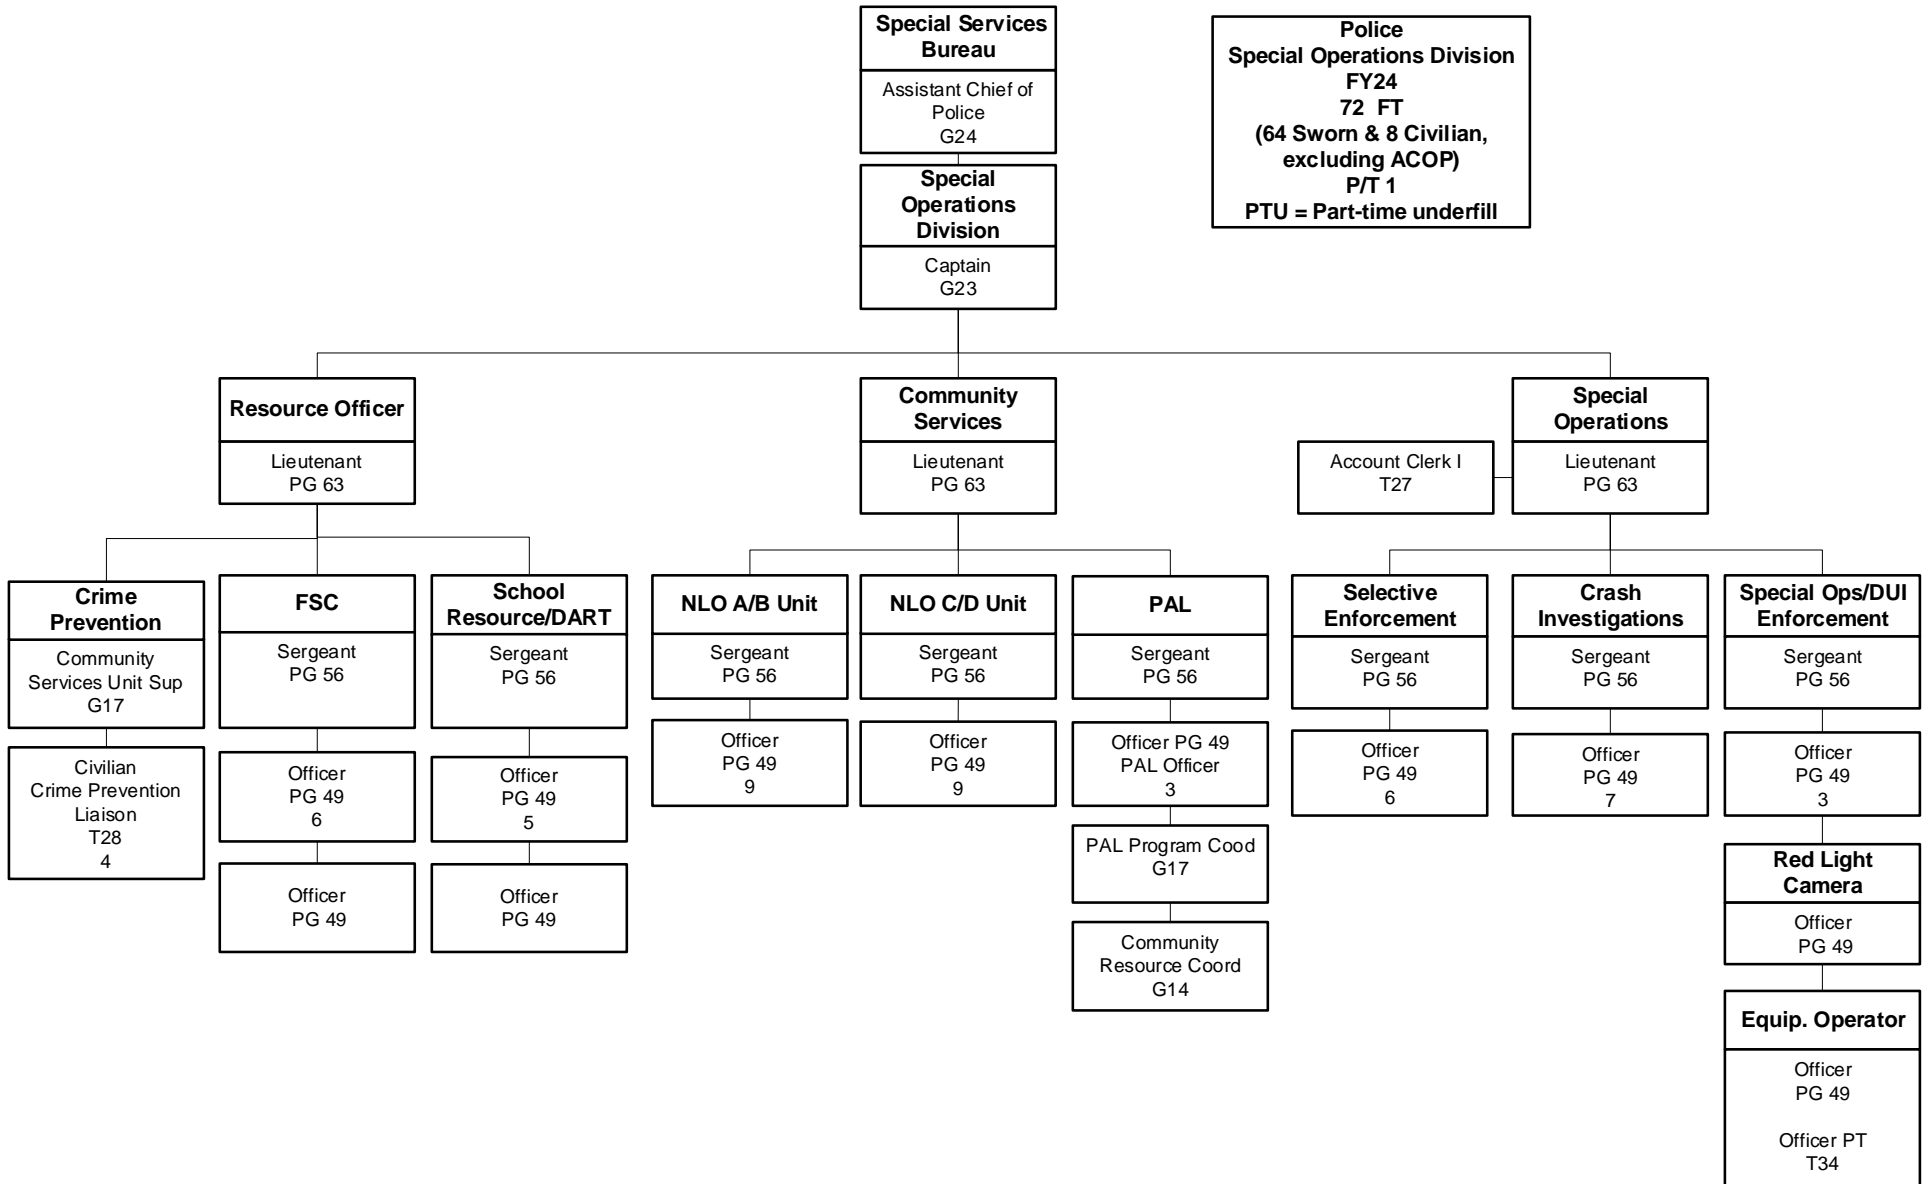 Special Services
Bureau
Assistant Chief of
Police
G24
Police
Special Operations Division
FY24
72 FT
(64 Sworn & 8 Civilian,
excluding ACOP)
P/T 1
PTU = Part-time underfill
Special
Operations
Division
Captain
G23
Resource Officer
Lieutenant
PG 63
Community
Services
Lieutenant
PG 63
Special
Operations
Lieutenant
PG 63
Account Clerk I
T27
Crime
Prevention
Community
Services Unit Sup
G17
Civilian
Crime Prevention
Liaison
T28
4
FSC
Sergeant
PG 56
Officer
PG 49
6
Officer
PG 49
School
Resource/DART
Sergeant
PG 56
Officer
PG 49
5
Officer
PG 49
NLO A/B Unit
Sergeant
PG 56
Officer
PG 49
9
NLO C/D Unit
Sergeant
PG 56
Officer
PG 49
9
PAL
Sergeant
PG 56
Officer PG 49
PAL Officer
3
PAL Program Cood
G17
Community
Resource Coord
G14
Selective
Enforcement
Sergeant
PG 56
Officer
PG 49
6
Crash
Investigations
Sergeant
PG 56
Officer
PG 49
7
Special Ops/DUI
Enforcement
Sergeant
PG 56
Officer
PG 49
3
Red Light
Camera
Officer
PG 49
Equip. Operator
Officer
PG 49
Officer PT
T34